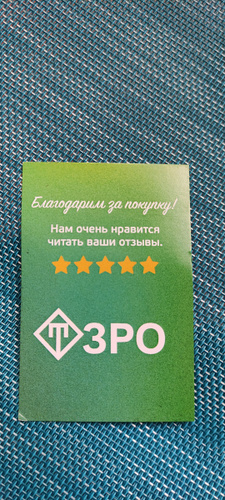 Благодарим за покупку!
Нам очень нравится
читать ваши отзывы.
ЗРО